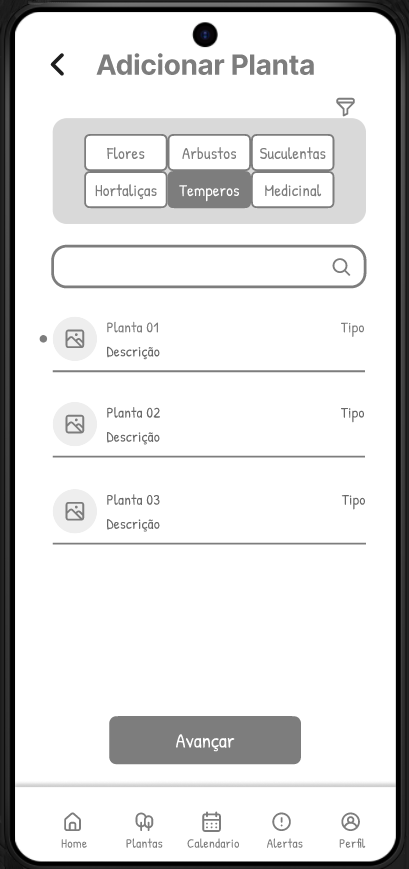 Adicionar Planta
Flores Arbustos Suculentas
Hortaliças Temperos Medicinal
Planta 01 Tipo
Descrição
Planta 02 Tipo
Descrição
Planta 03 Tipo
Descrição
Avançar
Home Plantas Calendario Alertas Perfil